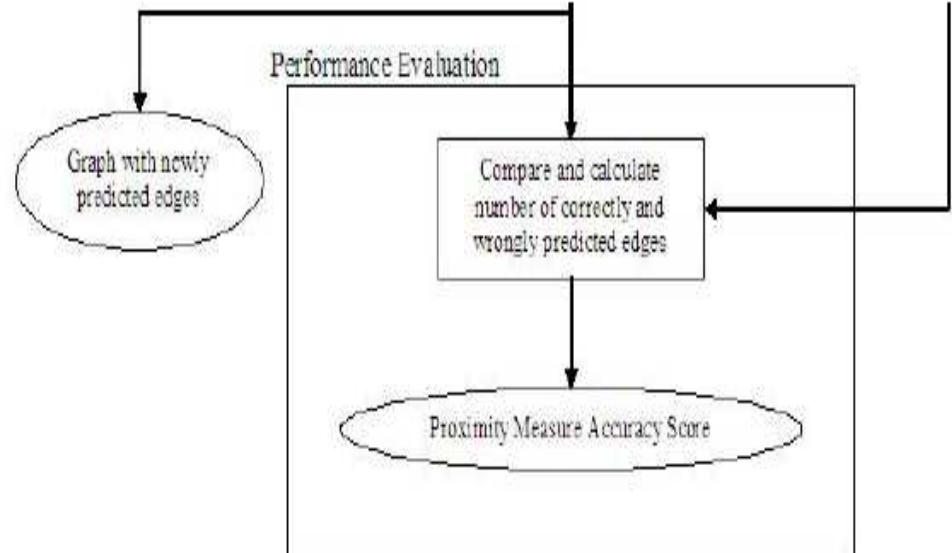 Performance Evaluation
Graph with newly
predicted edges
Compare and calculate
number of correctly and
wrongly predicted edges
Proximity Measure Accuracy Score